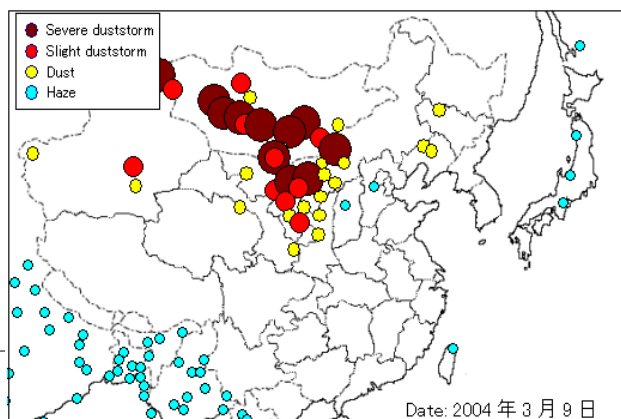 Severe duststorm
Slight duststorm
Dust
Haze
Date: 2004 年 3 月 9 日